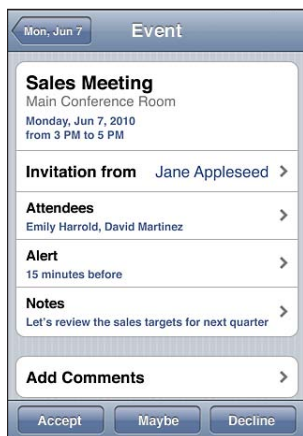 Mon, Jun 7
Event
Sales Meeting
Main Conference Room
Monday, Jun 7, 2010
from 3 PM to 5 PM
Invitation from Jane Appleseed
Attendees
Emily Harrold, David Martinez
Alert
15 minutes before
Notes
Let's review the sales targets for next quarter
Add Comments
Accept
Maybe
Decline